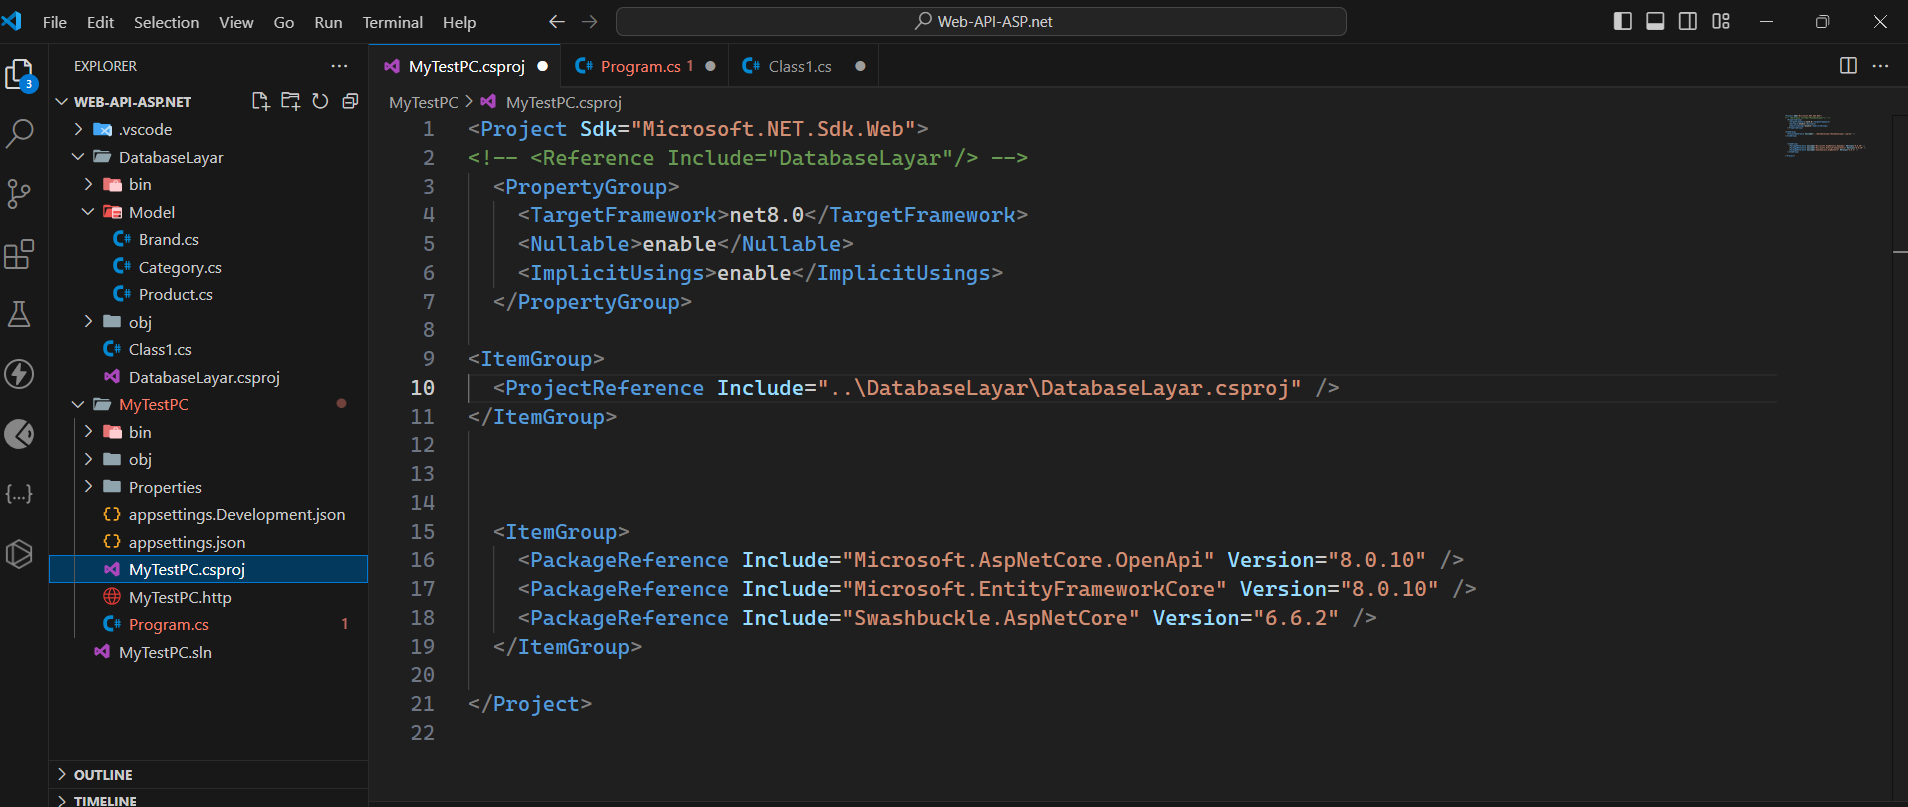 File Edit Selection View Go Run Terminal Help
Web-API-ASP.net
3
EXPLORER
WEB-API-ASP.NET
.vscode
DatabaseLayar
bin
Model
Brand.cs
Category.cs
Product.cs
obj
Class1.cs
DatabaseLayar.csproj
MyTestPC
bin
obj
Properties
appsettings.Development.json
appsettings.json
MyTestPC.csproj
MyTestPC.http
Program.cs 1
MyTestPC.sln
OUTLINE
TIMELINE
MyTestPC.csproj Program.cs 1 Class1.cs
MyTestPC > MyTestPC.csproj
1 <Project Sdk="Microsoft.NET.Sdk.Web">
2 <!-- <Reference Include="DatabaseLayar"/> -->
3 <PropertyGroup>
4 <TargetFramework>net8.0</TargetFramework>
5 <Nullable>enable</Nullable>
6 <ImplicitUsings>enable</ImplicitUsings>
7 </PropertyGroup>
8
9 <ItemGroup>
10 <ProjectReference Include="..\DatabaseLayar\DatabaseLayar.csproj" />
11 </ItemGroup>
12
13
14
15 <ItemGroup>
16 <PackageReference Include="Microsoft.AspNetCore.OpenApi" Version="8.0.10" />
17 <PackageReference Include="Microsoft.EntityFrameworkCore" Version="8.0.10" />
18 <PackageReference Include="Swashbuckle.AspNetCore" Version="6.6.2" />
19 </ItemGroup>
20
21 </Project>
22